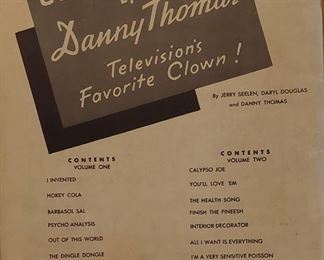 Danny Thomas
Television's
Favorite Clown!
By JERRY SEELEN, DARYL DOUGLAS
and DANNY THOMAS
CONTENTS
VOLUME ONE
I INVENTED
HOKEY COLA
BARBASOL SAL
PSYCHO ANALYSIS
OUT OF THIS WORLD
THE DINGLE DONGLE
CONTENTS
VOLUME TWO
CALYPSO JOE
YOU'LL LOVE 'EM
THE HEALTH SONG
FINISH THE FINEESH
INTERIOR DECORATOR
ALL I WANT IS EVERYTHING
I'M A VERY SENSITIVE POISSON